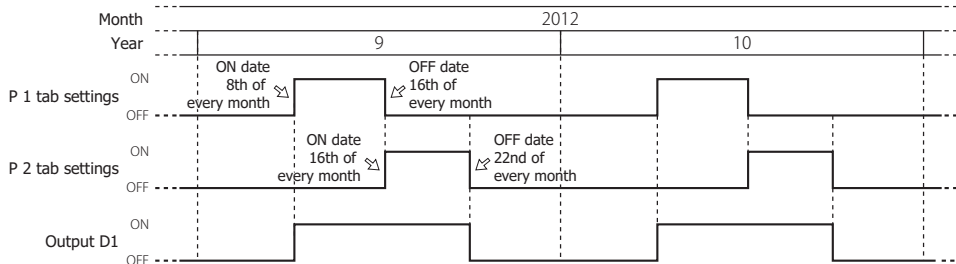 Month
2012
Year
9
10
P 1 tab settings
ON
OFF
ON date
8th of
every month
OFF date
16th of
every month
P 2 tab settings
ON
OFF
ON date
16th of
every month
OFF date
22nd of
every month
Output D1
ON
OFF